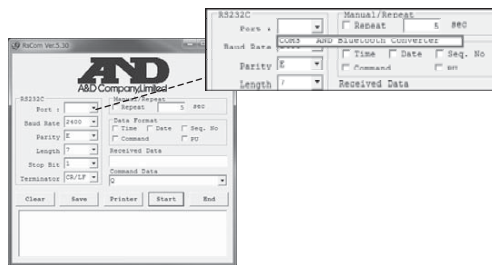 RsCom Ver.5.30
AND
A&D Company,Limited
RS232C
Port :
Baud Rate 2400
Parity E
Length 7
Stop Bit 1
Terminator CR/LF
Manual/Repeat
Repeat 5 sec
Data Format
Time Date Seq. No
Command PU
Received Data
Command Data
Q
Clear Save Printer Start End
RS232C
Port :
Baud Rate
Parity E
Length 7
Manual/Repeat
Repeat 5 sec
AND Bluetooth Converter
Time Date Seq. No
Command PU
Received Data